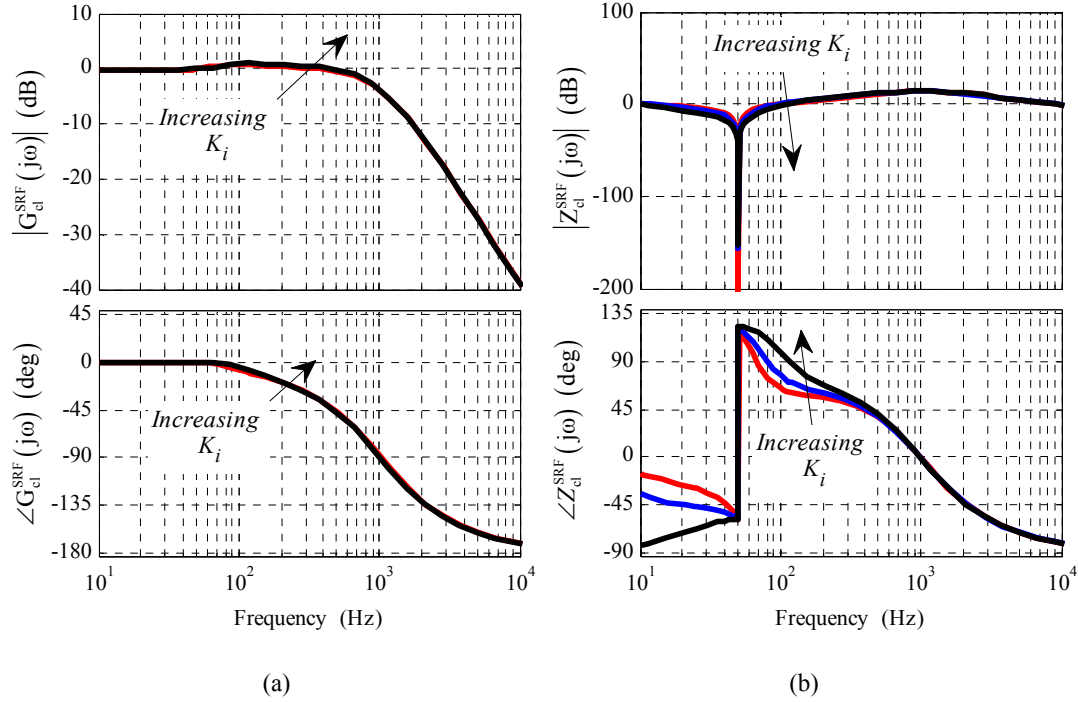 10
0
-10
-20
-30
-40
|G_cl^SRF (jω)| (dB)
Increasing
K_i
45
0
-45
-90
-135
-180
∠G_cl^SRF (jω) (deg)
Increasing
K_i
10^1
10^2
10^3
10^4
Frequency (Hz)
(a)
100
0
-100
-200
|Z_cl^SRF (jω)| (dB)
Increasing K_i
135
90
45
0
-45
-90
∠Z_cl^SRF (jω) (deg)
Increasing
K_i
10^1
10^2
10^3
10^4
Frequency (Hz)
(b)